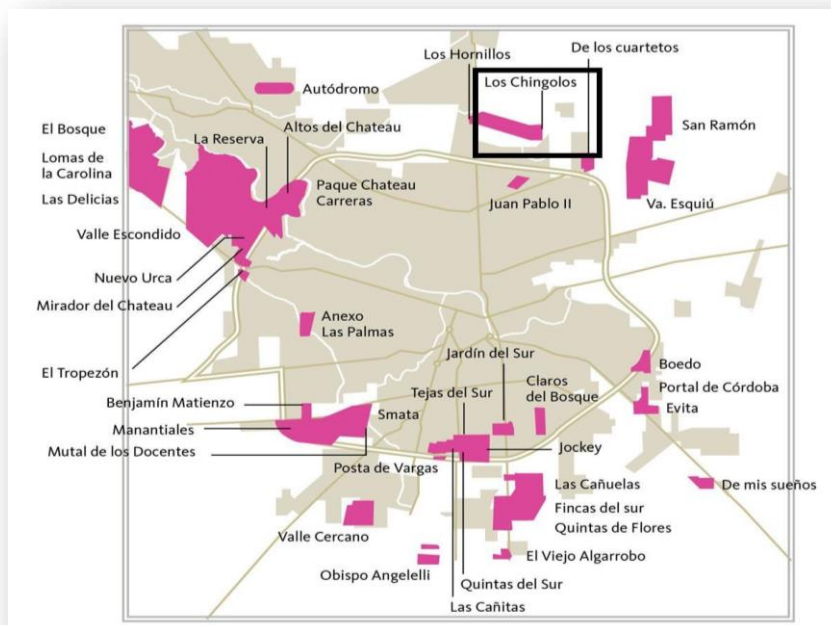 Los Hornillos
De los cuartetos
Los Chingolos
Autódromo
El Bosque
La Reserva
Altos del Chateau
San Ramón
Lomas de
la Carolina
Las Delicias
Paque Chateau
Carreras
Juan Pablo II
Va. Esquiú
Valle Escondido
Nuevo Urca
Mirador del Chateau
Anexo
Las Palmas
El Tropezón
Jardín del Sur
Boedo
Benjamín Matienzo
Tejas del Sur
Claros
del Bosque
Portal de Córdoba
Evita
Smata
Manantiales
Mutal de los Docentes
Posta de Vargas
Jockey
Las Cañuelas
De mis sueños
Fincas del sur
Quintas de Flores
Valle Cercano
El Viejo Algarrobo
Obispo Angelelli
Quintas del Sur
Las Cañitas